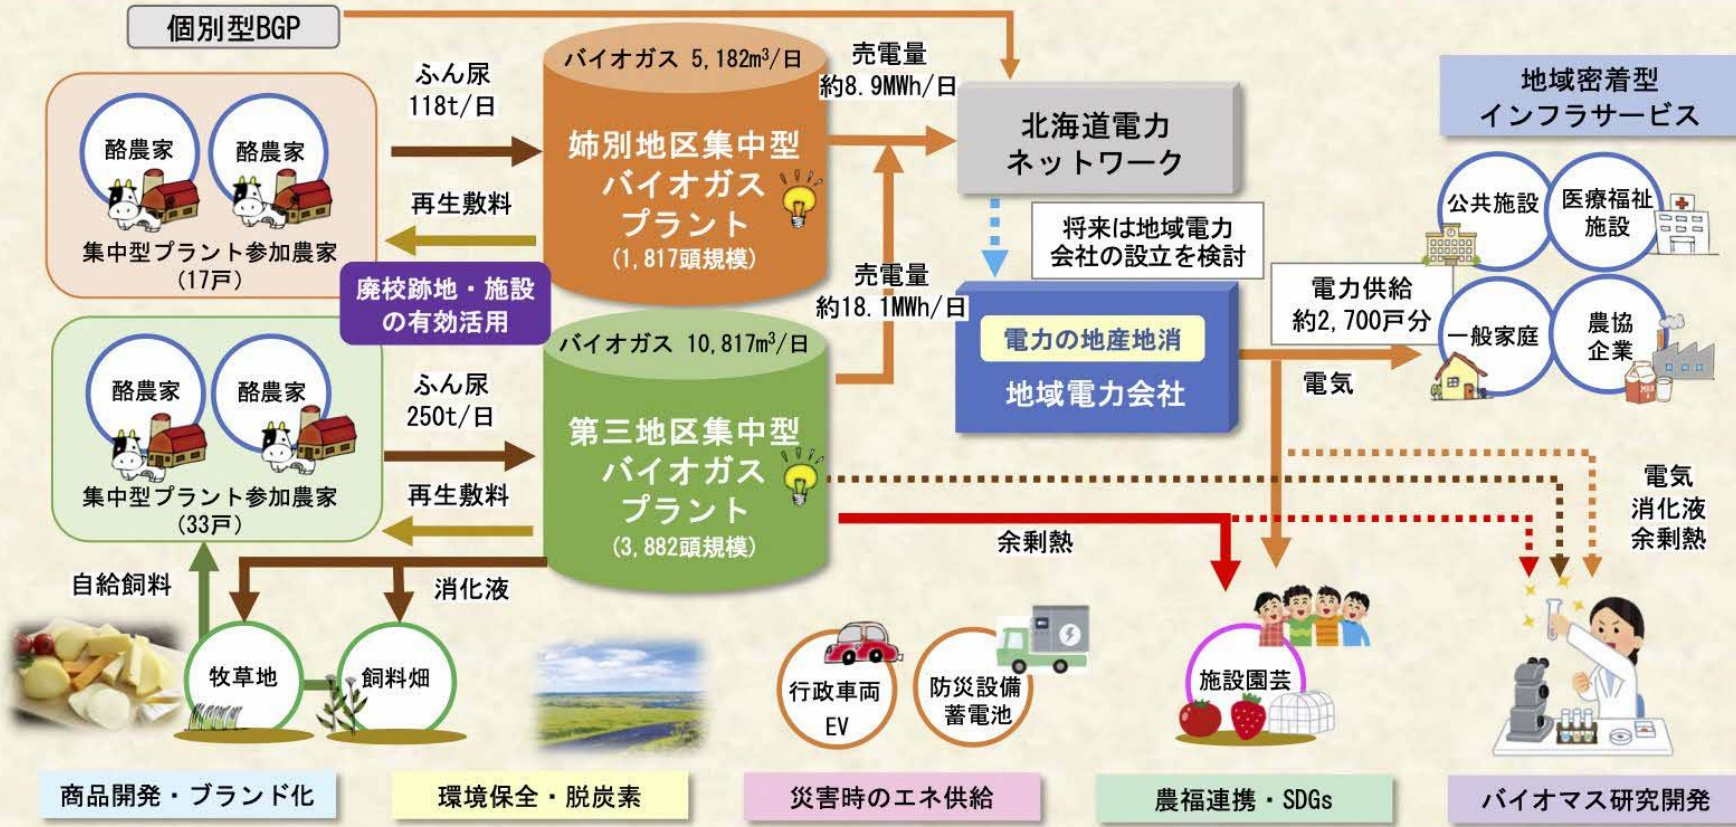 個別型BGP
酪農家
酪農家
集中型プラント参加農家
(17戸)
ふん尿
118t/日
再生敷料
バイオガス 5,182m³/日
姉別地区集中型
バイオガス
プラント
(1,817頭規模)
売電量
約8.9MWh/日
北海道電力
ネットワーク
地域密着型
インフラサービス
公共施設
医療福祉
施設
一般家庭
農協
企業
廃校跡地・施設
の有効活用
売電量
約18.1MWh/日
将来は地域電力
会社の設立を検討
電力の地産地消
地域電力会社
電力供給
約2,700戸分
電気
酪農家
酪農家
集中型プラント参加農家
(33戸)
ふん尿
250t/日
再生敷料
バイオガス 10,817m³/日
第三地区集中型
バイオガス
プラント
(3,882頭規模)
余剰熱
電気
消化液
余剰熱
自給飼料
消化液
牧草地
飼料畑
行政車両
EV
防災設備
蓄電池
施設園芸
MILK
商品開発・ブランド化
環境保全・脱炭素
災害時のエネ供給
農福連携・SDGs
バイオマス研究開発